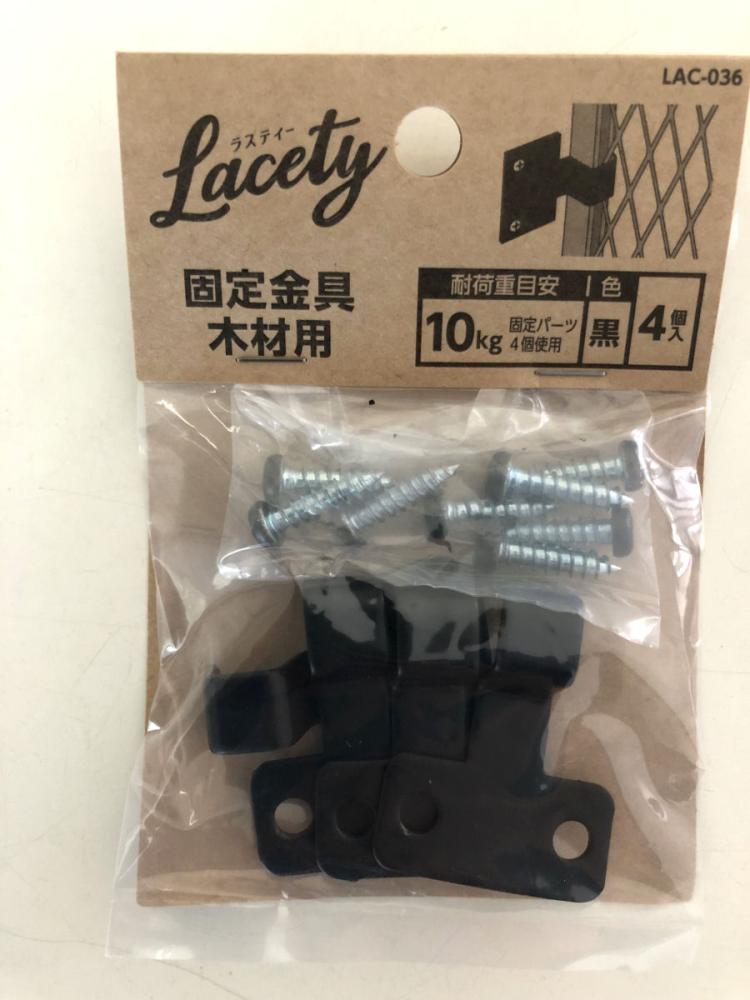 LAC-036
ラスティー
Lacety
固定金具
木材用
耐荷重目安 色
10kg 固定パーツ 4個使用 黒 4個入